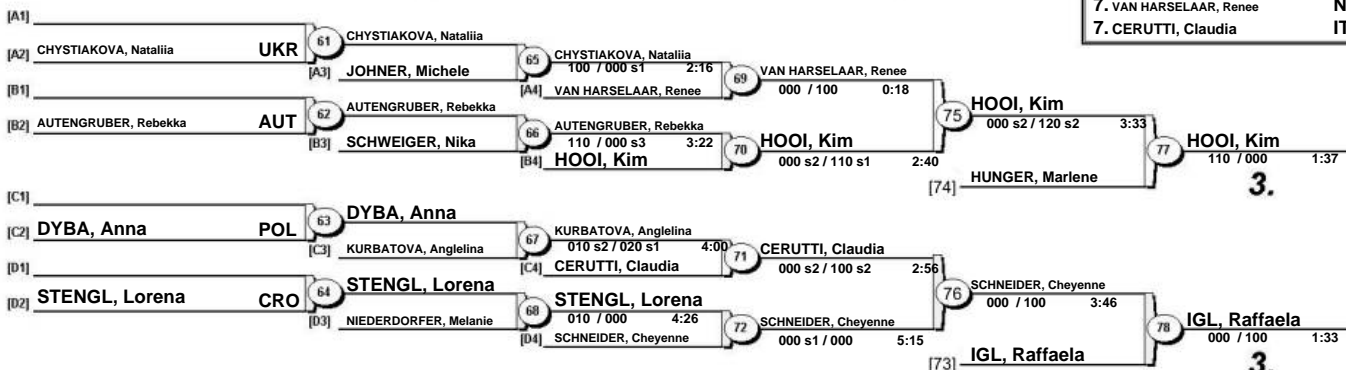 7. VAN HARSELAAR, Renee N
7. CERUTTI, Claudia IT
[A1]
[A2] CHYSTIAKOVA, Nataliia UKR
61 CHYSTIAKOVA, Nataliia
[A3] JOHNER, Michele
65 CHYSTIAKOVA, Nataliia
100 / 000 s1 2:16
[A4] VAN HARSELAAR, Renee
69 VAN HARSELAAR, Renee
000 / 100 0:18
[B1]
[B2] AUTENGRUBER, Rebekka AUT
62 AUTENGRUBER, Rebekka
[B3] SCHWEIGER, Nika
66 AUTENGRUBER, Rebekka
110 / 000 s3 3:22
[B4] HOOI, Kim
70 HOOI, Kim
000 s2 / 110 s1 2:40
75 HOOI, Kim
000 s2 / 120 s2 3:33
[74] HUNGER, Marlene
77 HOOI, Kim
110 / 000 1:37
3.
[C1]
[C2] DYBA, Anna POL
63 DYBA, Anna
[C3] KURBATOVA, Anglelina
67 KURBATOVA, Anglelina
010 s2 / 020 s1 4:00
[C4] CERUTTI, Claudia
71 CERUTTI, Claudia
000 s2 / 100 s2 2:56
[D1]
[D2] STENGL, Lorena CRO
64 STENGL, Lorena
[D3] NIEDERDORFER, Melanie
68 STENGL, Lorena
010 / 000 4:26
[D4] SCHNEIDER, Cheyenne
72 SCHNEIDER, Cheyenne
000 s1 / 000 5:15
76 SCHNEIDER, Cheyenne
000 / 100 3:46
[73] IGL, Raffaela
78 IGL, Raffaela
000 / 100 1:33
3.